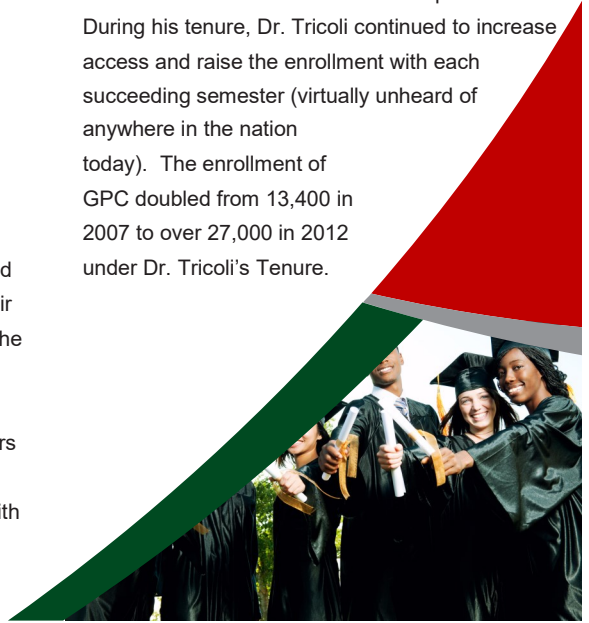 During his tenure, Dr. Tricoli continued to increase
access and raise the enrollment with each
succeeding semester (virtually unheard of
anywhere in the nation
today).  The enrollment of
GPC doubled from 13,400 in
2007 to over 27,000 in 2012
under Dr. Tricoli’s Tenure.